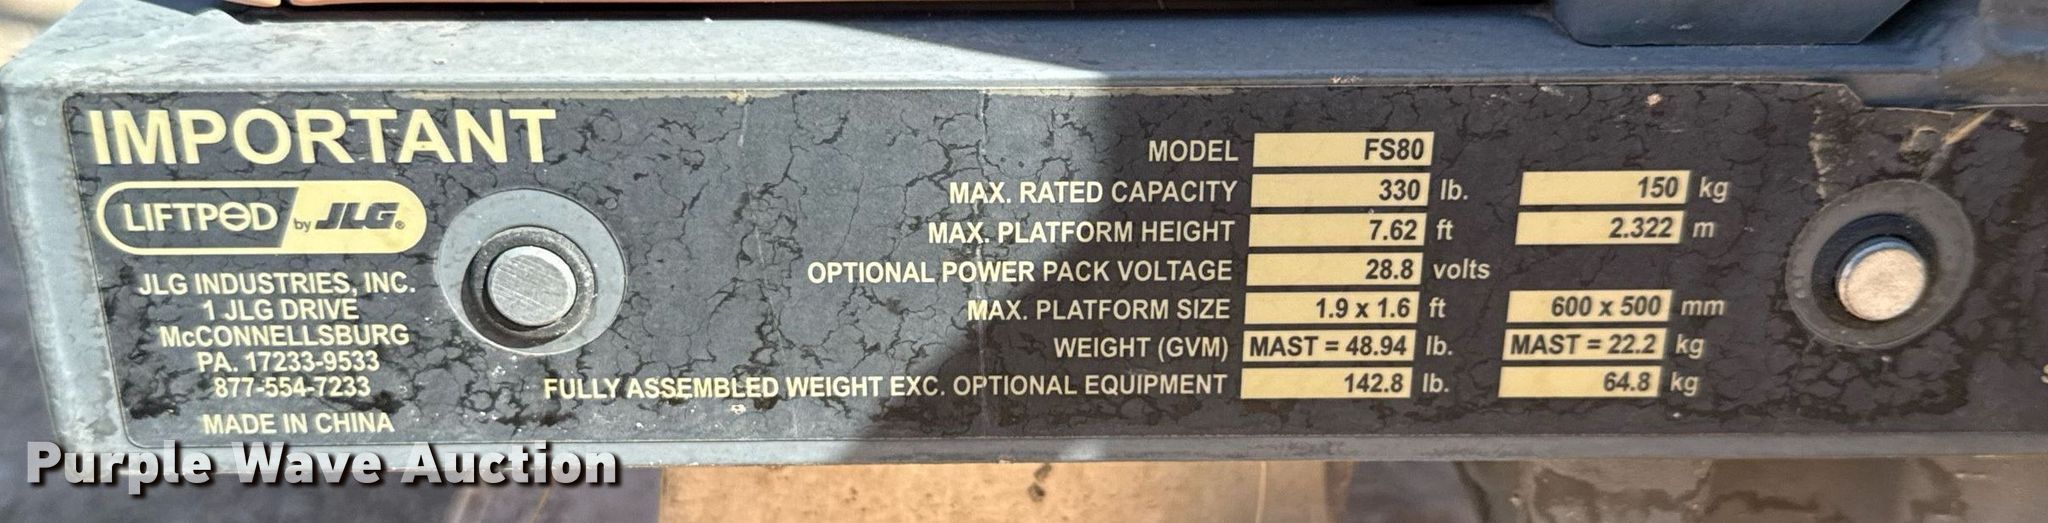 IMPORTANT
LIFTPOD by JLG®
JLG INDUSTRIES, INC.
1 JLG DRIVE
McCONNELLSBURG
PA. 17233-9533
877-554-7233
MADE IN CHINA
MODEL FS80
MAX. RATED CAPACITY 330 lb. 150 kg
MAX. PLATFORM HEIGHT 7.62 ft 2.322 m
OPTIONAL POWER PACK VOLTAGE 28.8 volts
MAX. PLATFORM SIZE 1.9 x 1.6 ft 600 x 500 mm
WEIGHT (GVM) MAST = 48.94 lb. MAST = 22.2 kg
FULLY ASSEMBLED WEIGHT EXC. OPTIONAL EQUIPMENT 142.8 lb. 64.8 kg
Purple Wave Auction